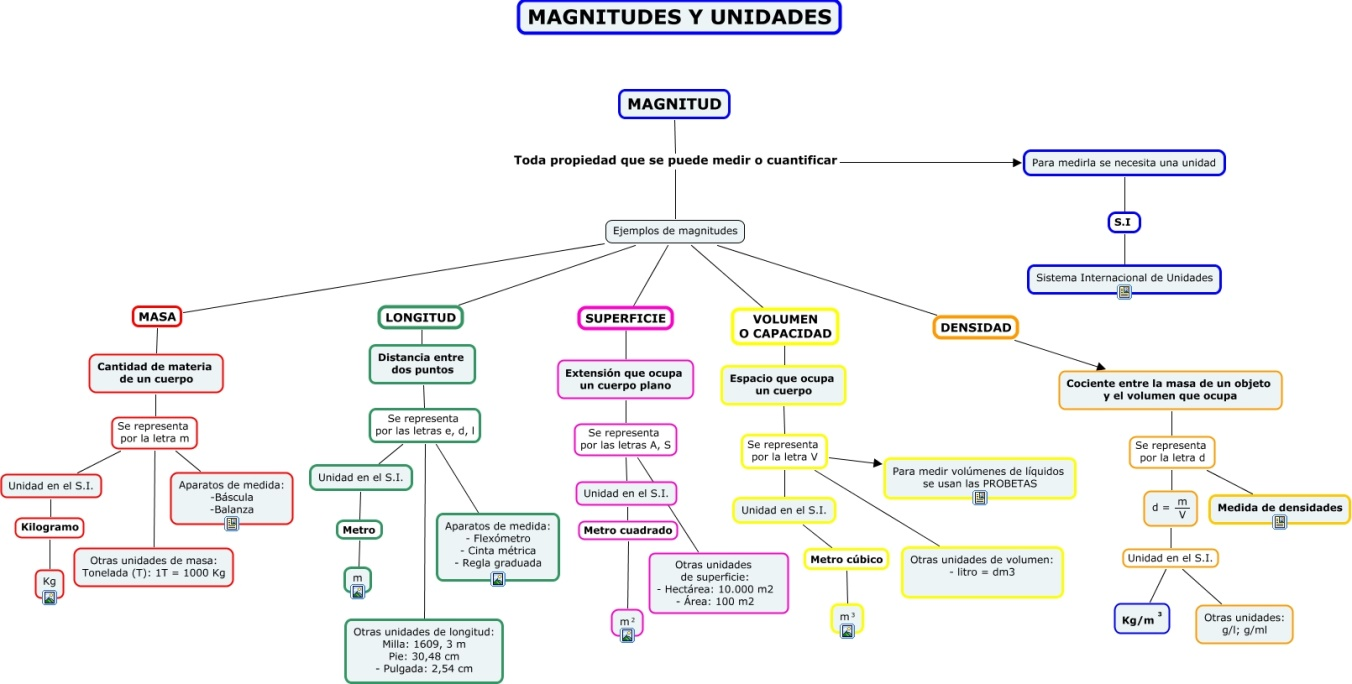 MAGNITUDES Y UNIDADES
MAGNITUD
Toda propiedad que se puede medir o cuantificar
Para medirla se necesita una unidad
S.I
Sistema Internacional de Unidades
Ejemplos de magnitudes
MASA
Cantidad de materia
de un cuerpo
Se representa
por la letra m
Unidad en el S.I.
Kilogramo
Kg
Otras unidades de masa:
Tonelada (T): 1T = 1000 Kg
Aparatos de medida:
-Báscula
-Balanza
LONGITUD
Distancia entre
dos puntos
Se representa
por las letras e, d, l
Unidad en el S.I.
Metro
m
Otras unidades de longitud:
Milla: 1609, 3 m
Pie: 30,48 cm
- Pulgada: 2,54 cm
Aparatos de medida:
- Flexómetro
- Cinta métrica
- Regla graduada
SUPERFICIE
Extensión que ocupa
un cuerpo plano
Se representa
por las letras A, S
Unidad en el S.I.
Metro cuadrado
m²
Otras unidades
de superficie:
- Hectárea: 10.000 m2
- Área: 100 m2
VOLUMEN
O CAPACIDAD
Espacio que ocupa
un cuerpo
Se representa
por la letra V
Para medir volúmenes de líquidos
se usan las PROBETAS
Unidad en el S.I.
Metro cúbico
m³
Otras unidades de volumen:
- litro = dm3
DENSIDAD
Cociente entre la masa de un objeto
y el volumen que ocupa
Se representa
por la letra d
d = m/V
Medida de densidades
Unidad en el S.I.
Kg/m³
Otras unidades:
g/l; g/ml